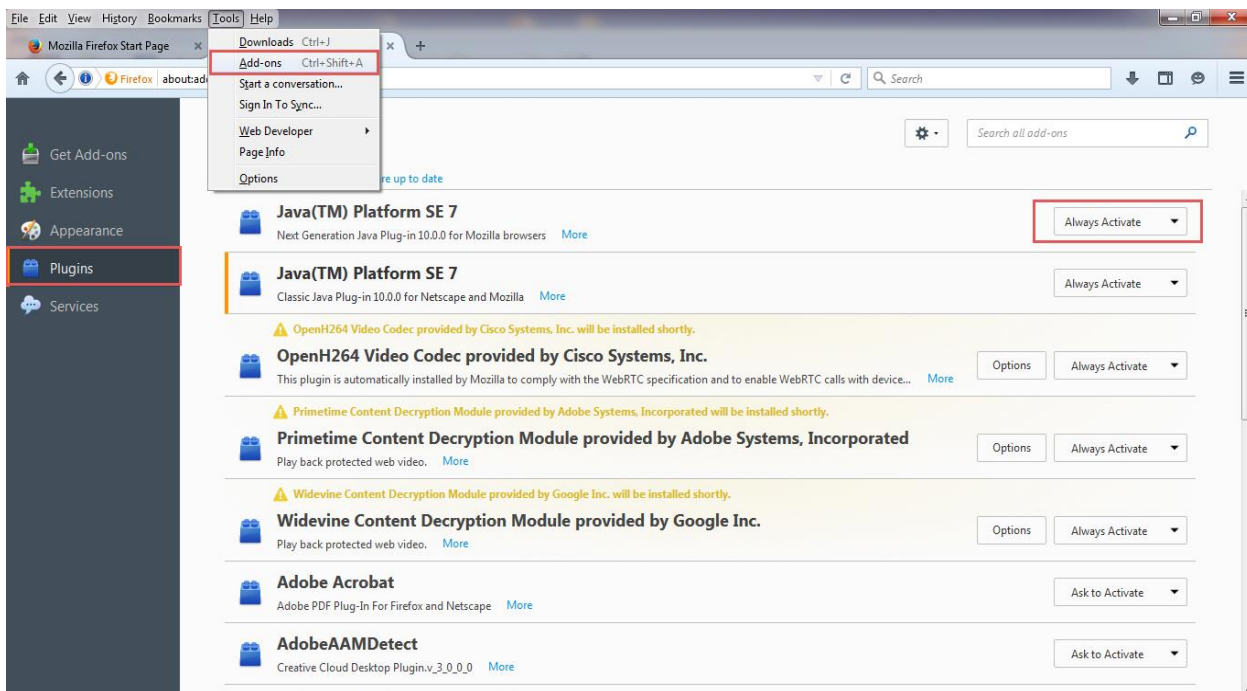 File Edit View History Bookmarks Tools Help
Mozilla Firefox Start Page
Downloads Ctrl+J
Add-ons Ctrl+Shift+A
Start a conversation...
Sign In To Sync...
Web Developer
Page Info
Options
Firefox about:ad
Search
Search all add-ons
re up to date
Get Add-ons
Extensions
Appearance
Plugins
Services
Java(TM) Platform SE 7
Next Generation Java Plug-in 10.0.0 for Mozilla browsers More
Always Activate
Java(TM) Platform SE 7
Classic Java Plug-in 10.0.0 for Netscape and Mozilla More
Always Activate
OpenH264 Video Codec provided by Cisco Systems, Inc. will be installed shortly.
OpenH264 Video Codec provided by Cisco Systems, Inc.
This plugin is automatically installed by Mozilla to comply with the WebRTC specification and to enable WebRTC calls with device... More
Options Always Activate
Primetime Content Decryption Module provided by Adobe Systems, Incorporated will be installed shortly.
Primetime Content Decryption Module provided by Adobe Systems, Incorporated
Play back protected web video. More
Options Always Activate
Widevine Content Decryption Module provided by Google Inc. will be installed shortly.
Widevine Content Decryption Module provided by Google Inc.
Play back protected web video. More
Options Always Activate
Adobe Acrobat
Adobe PDF Plug-In For Firefox and Netscape More
Ask to Activate
AdobeAAMDetect
Creative Cloud Desktop Plugin.v_3_0_0_0 More
Ask to Activate